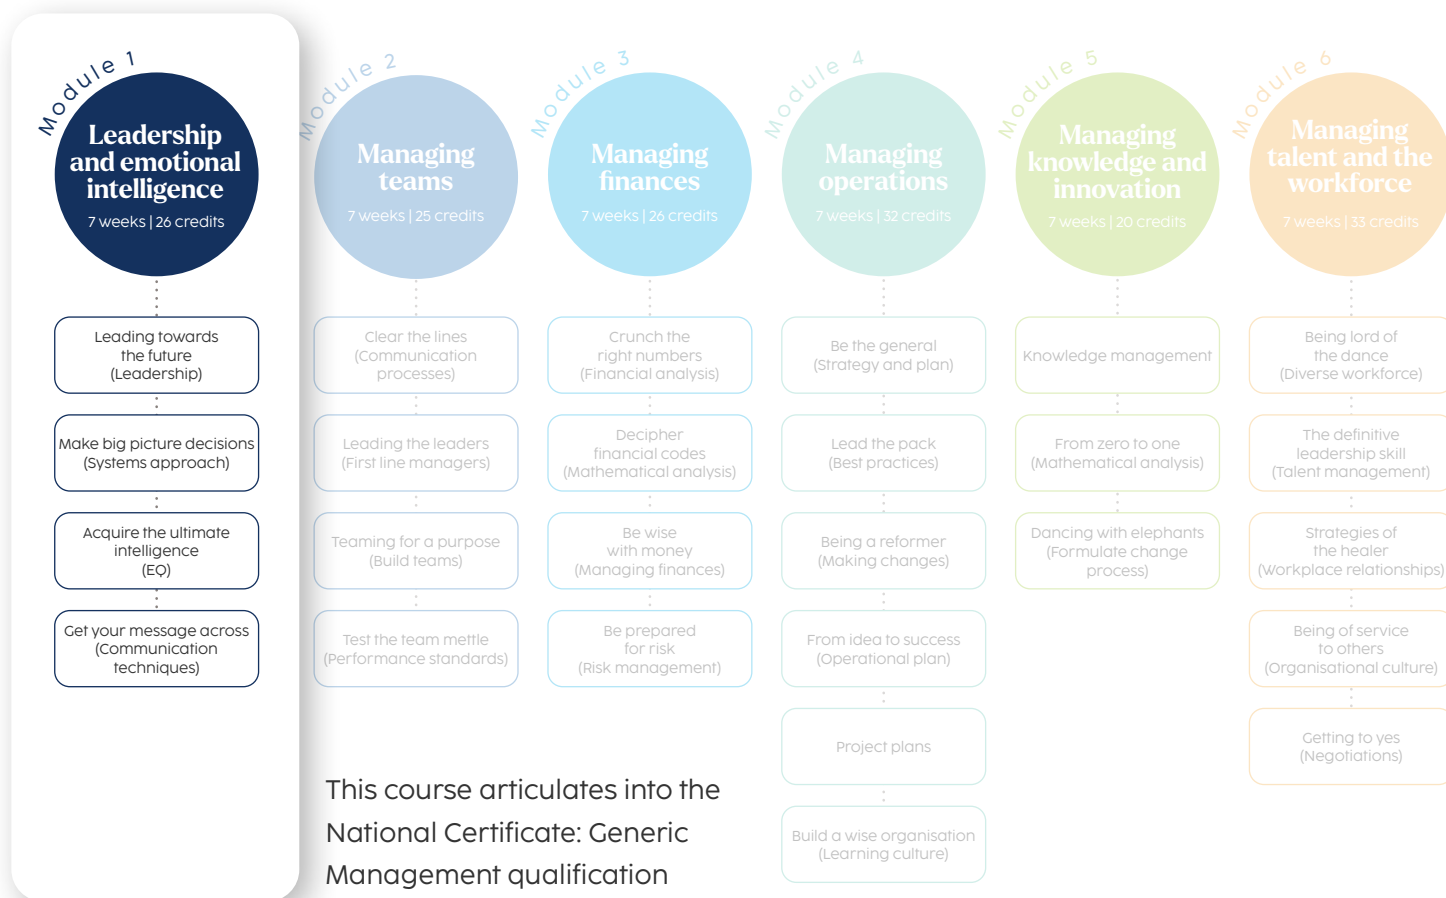 Module 1
Leadership
and emotional
intelligence
7 weeks | 26 credits
Leading towards
the future
(Leadership)
Make big picture decisions
(Systems approach)
Acquire the ultimate
intelligence
(EQ)
Get your message across
(Communication
techniques)
Module 2
Managing
teams
7 weeks | 25 credits
Clear the lines
(Communication
processes)
Leading the leaders
(First line managers)
Teaming for a purpose
(Build teams)
Test the team mettle
(Performance standards)
Module 3
Managing
finances
7 weeks | 26 credits
Crunch the
right numbers
(Financial analysis)
Decipher
financial codes
(Mathematical analysis)
Be wise
with money
(Managing finances)
Be prepared
for risk
(Risk management)
Module 4
Managing
operations
7 weeks | 32 credits
Be the general
(Strategy and plan)
Lead the pack
(Best practices)
Being a reformer
(Making changes)
From idea to success
(Operational plan)
Project plans
Build a wise organisation
(Learning culture)
Module 5
Managing
knowledge and
innovation
7 weeks | 20 credits
Knowledge management
From zero to one
(Mathematical analysis)
Dancing with elephants
(Formulate change
process)
Module 6
Managing
talent and the
workforce
7 weeks | 33 credits
Being lord of
the dance
(Diverse workforce)
The definitive
leadership skill
(Talent management)
Strategies of
the healer
(Workplace relationships)
Being of service
to others
(Organisational culture)
Getting to yes
(Negotiations)
This course articulates into the
National Certificate: Generic
Management qualification